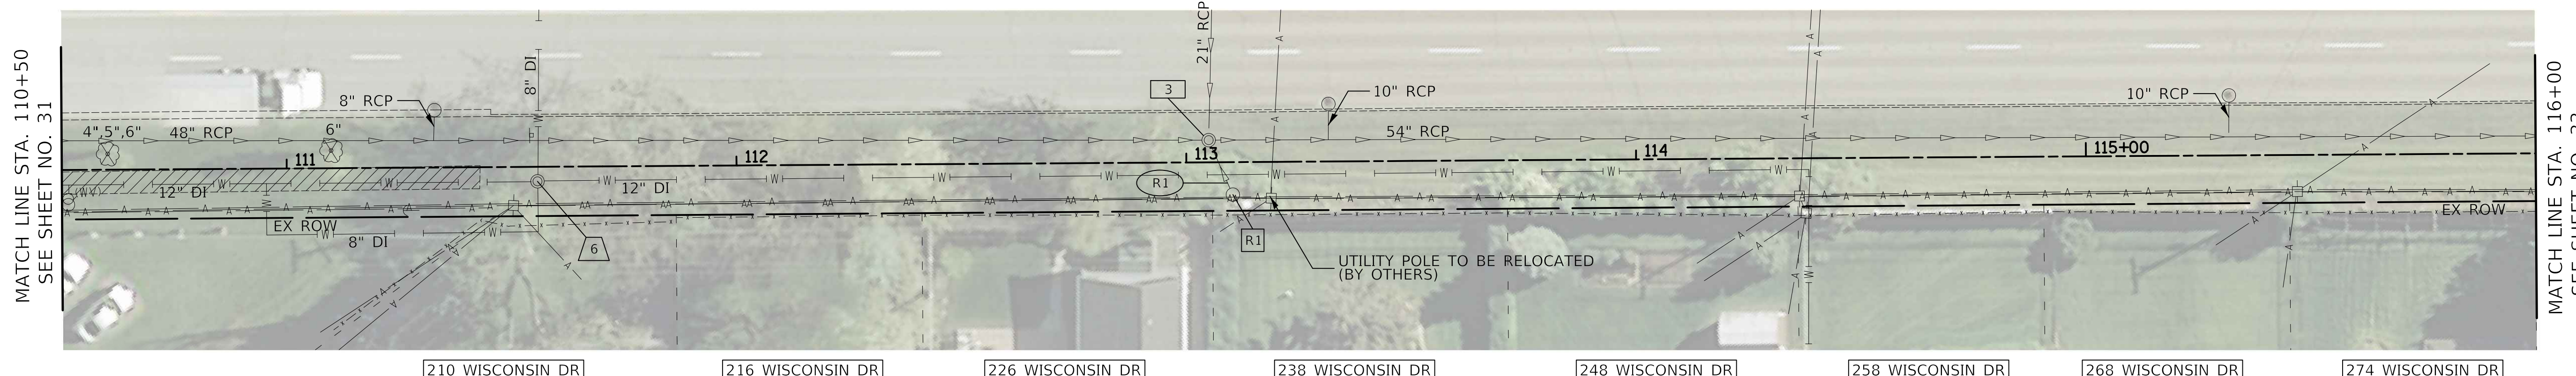 MATCH LINE STA. 110+50
SEE SHEET NO. 31
8" RCP
8" DI
4",5",6"
48" RCP
6"
111
112
12" DI
12" DI
EX ROW
8" DI
6
21" RCP
3
10" RCP
54" RCP
113
114
115+00
R1
R1
UTILITY POLE TO BE RELOCATED
(BY OTHERS)
10" RCP
EX ROW
MATCH LINE STA. 116+00
210 WISCONSIN DR
216 WISCONSIN DR
226 WISCONSIN DR
238 WISCONSIN DR
248 WISCONSIN DR
258 WISCONSIN DR
268 WISCONSIN DR
274 WISCONSIN DR